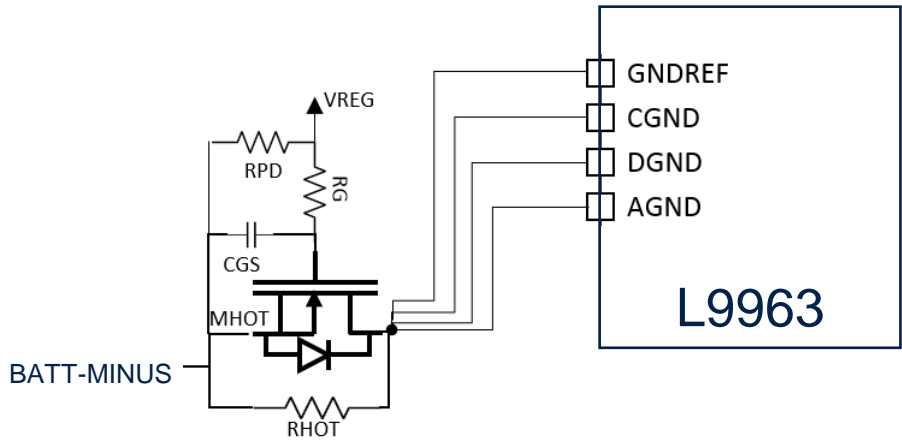 GNDREF
CGND
DGND
AGND
L9963
VREG
RPD
RG
CGS
MHOT
BATT-MINUS
RHOT